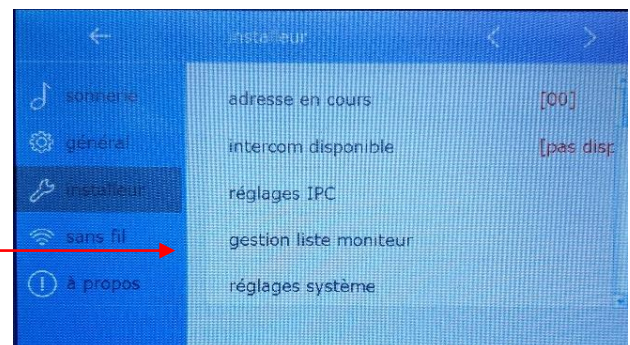 installeur
sonnerie
général
installeur
sans fil
à propos
adresse en cours [00]
intercom disponible [pas disp
réglages IPC
gestion liste moniteur
réglages système